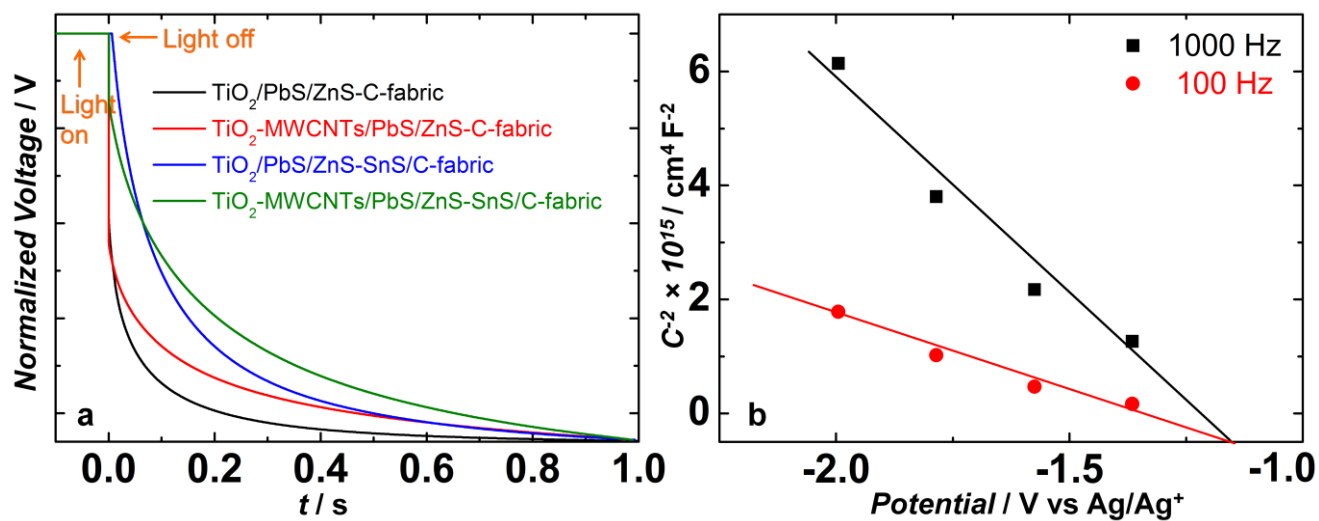 Normalized Voltage / V
Light on
Light off
TiO₂/PbS/ZnS-C-fabric
TiO₂-MWCNTs/PbS/ZnS-C-fabric
TiO₂/PbS/ZnS-SnS/C-fabric
TiO₂-MWCNTs/PbS/ZnS-SnS/C-fabric
a
0.0 0.2 0.4 0.6 0.8 1.0
t / s
C⁻² × 10¹⁵ / cm⁴ F⁻²
6
4
2
0
1000 Hz
100 Hz
b
-2.0 -1.5 -1.0
Potential / V vs Ag/Ag⁺